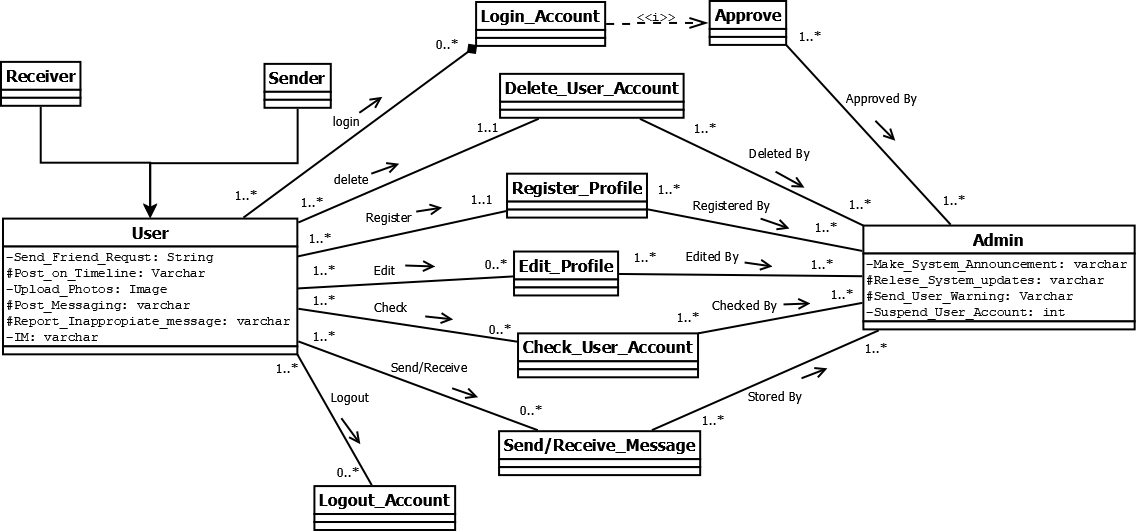 Login_Account
<<i>>
Approve
0..*
1..*
Receiver
Sender
Delete_User_Account
login
Approved By
1..1
1..*
delete
Deleted By
1..*
1..*
Register_Profile
1..1
1..*
1..*
1..*
Register
Registered By
User
1..*
1..*
Admin
-Send_Friend_Requst: String
#Post_on_Timeline: Varchar
-Upload_Photos: Image
#Post_Messaging: varchar
#Report_Inappropiate_message: varchar
-IM: varchar
1..*
Edit
0..*
Edit_Profile
1..*
Edited By
1..*
-Make_System_Announcement: varchar
#Relese_System_updates: varchar
#Send_User_Warning: Varchar
-Suspend_User_Account: int
1..*
Check
0..*
Check_User_Account
1..*
Checked By
1..*
1..*
Send/Receive
0..*
Send/Receive_Message
1..*
Stored By
1..*
1..*
Logout
0..*
Logout_Account